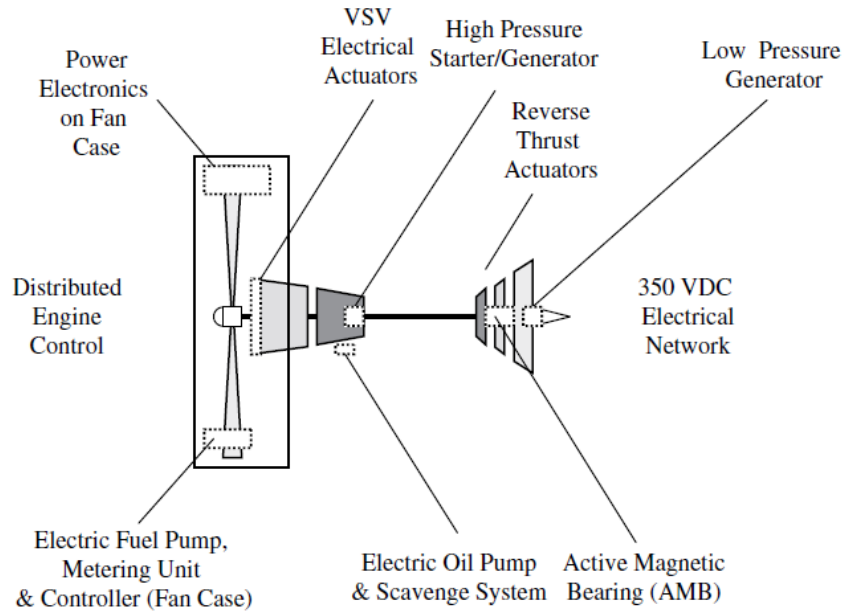 VSV
Electrical
Actuators
High Pressure
Starter/Generator
Low Pressure
Generator
Power
Electronics
on Fan
Case
Reverse
Thrust
Actuators
Distributed
Engine
Control
350 VDC
Electrical
Network
Electric Fuel Pump,
Metering Unit
& Controller (Fan Case)
Electric Oil Pump
& Scavenge System
Active Magnetic
Bearing (AMB)